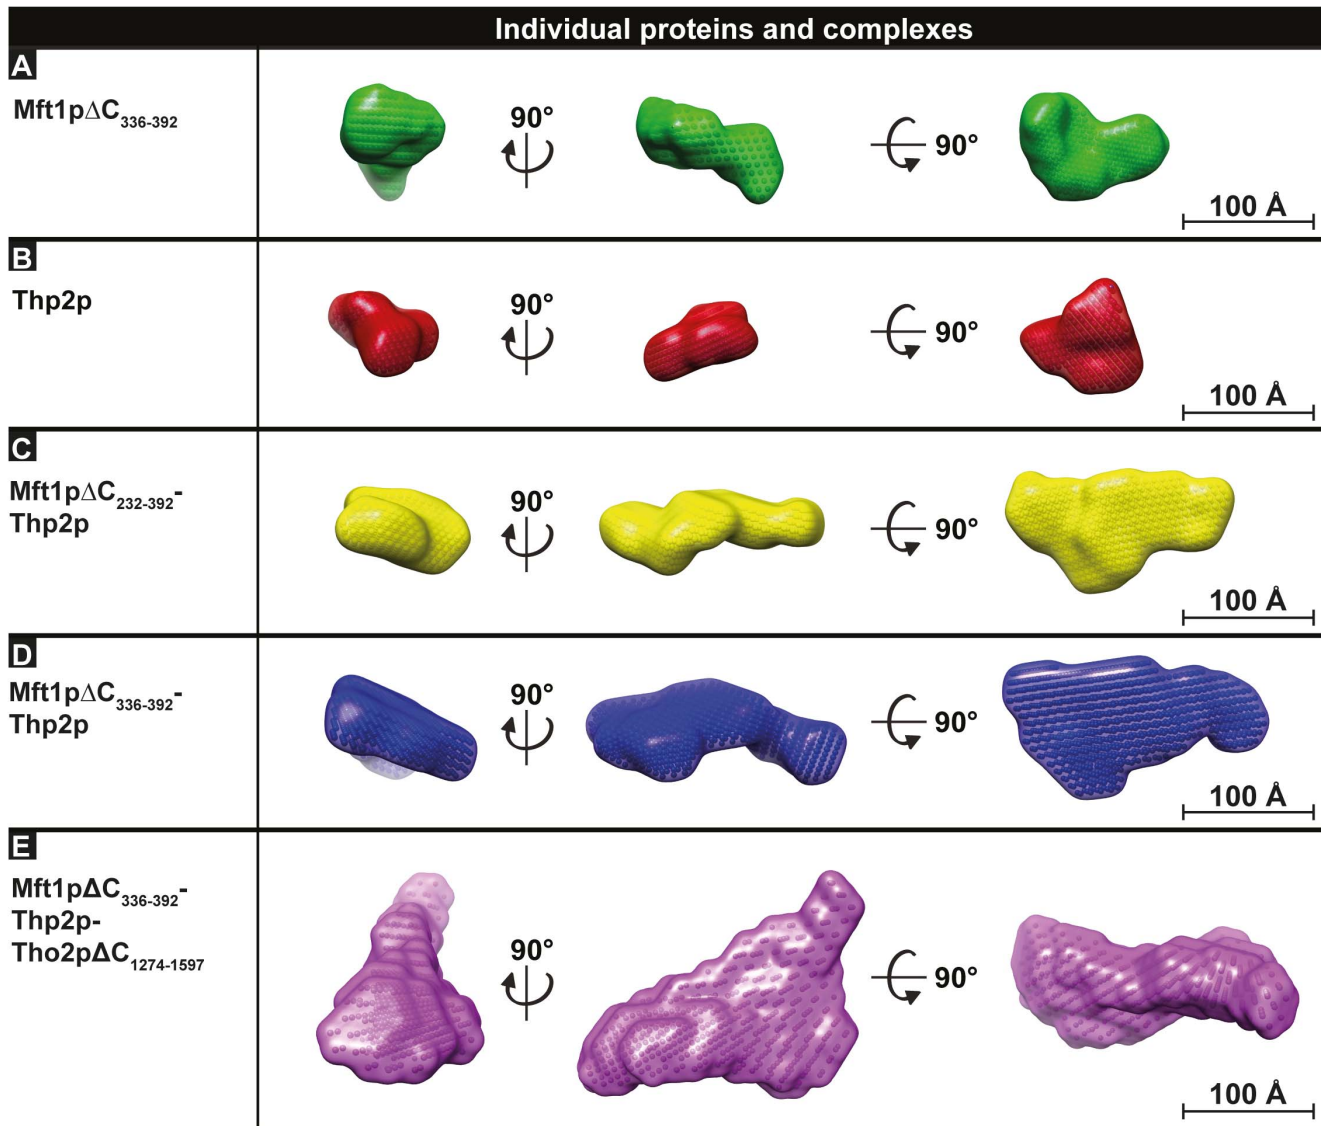 Individual proteins and complexes
A
Mft1pΔC336-392
90°
90°
100 Å
B
Thp2p
90°
90°
100 Å
C
Mft1pΔC232-392-
Thp2p
90°
90°
100 Å
D
Mft1pΔC336-392-
Thp2p
90°
90°
100 Å
E
Mft1pΔC336-392-
Thp2p-
Tho2pΔC1274-1597
90°
90°
100 Å